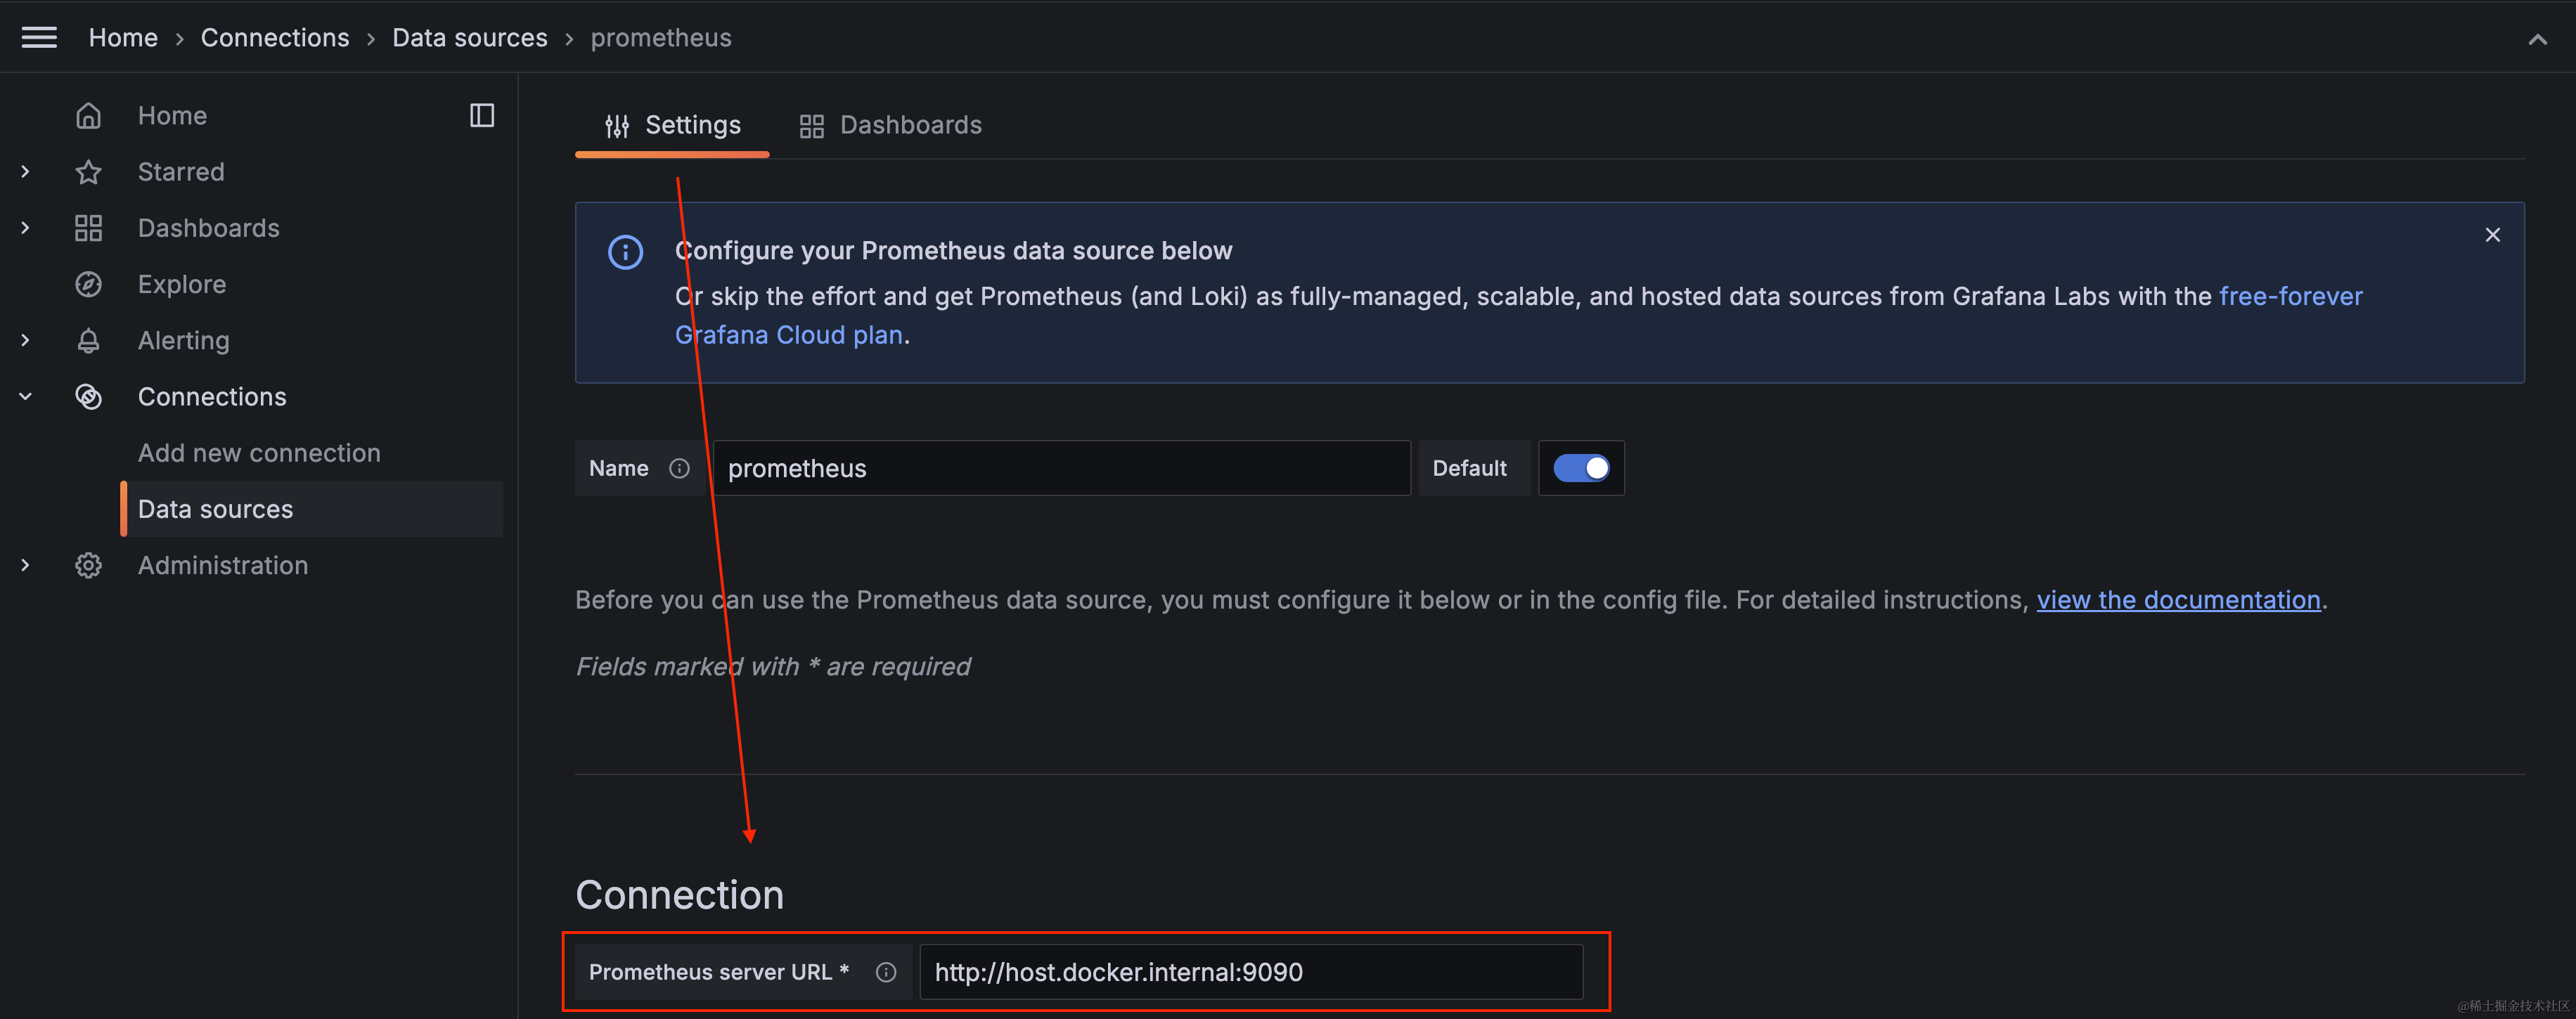 Home › Connections › Data sources › prometheus
Home
Starred
Dashboards
Explore
Alerting
Connections
Add new connection
Data sources
Administration
Settings
Dashboards
Configure your Prometheus data source below
Or skip the effort and get Prometheus (and Loki) as fully-managed, scalable, and hosted data sources from Grafana Labs with the free-forever
Grafana Cloud plan.
Name prometheus Default
Before you can use the Prometheus data source, you must configure it below or in the config file. For detailed instructions, view the documentation.
Fields marked with * are required
Connection
Prometheus server URL * http://host.docker.internal:9090
@稀土掘金技术社区